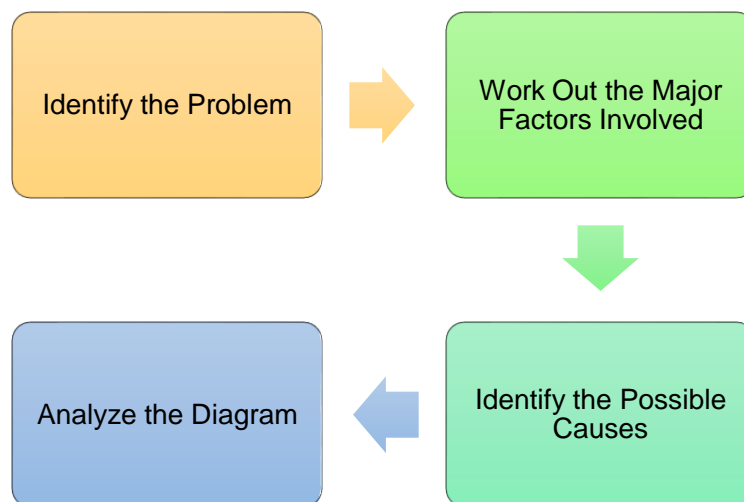 Identify the Problem
Work Out the Major
Factors Involved
Identify the Possible
Causes
Analyze the Diagram